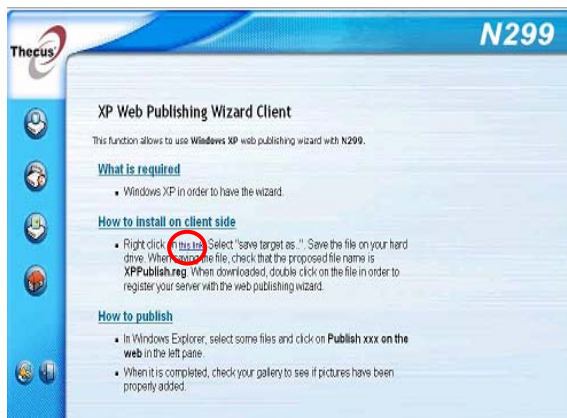 Thecus
N299
XP Web Publishing Wizard Client
This function allows to use Windows XP web publishing wizard with N299.
What is required
Windows XP in order to have the wizard.
How to install on client side
Right click on this link. Select "save target as..". Save the file on your hard
drive. When saving the file, check that the proposed file name is
XPPublish.reg. When downloaded, double click on the file in order to
register your server with the web publishing wizard.
How to publish
In Windows Explorer, select some files and click on Publish xxx on the
web in the left pane.
When it is completed, check your gallery to see if pictures have been
properly added.